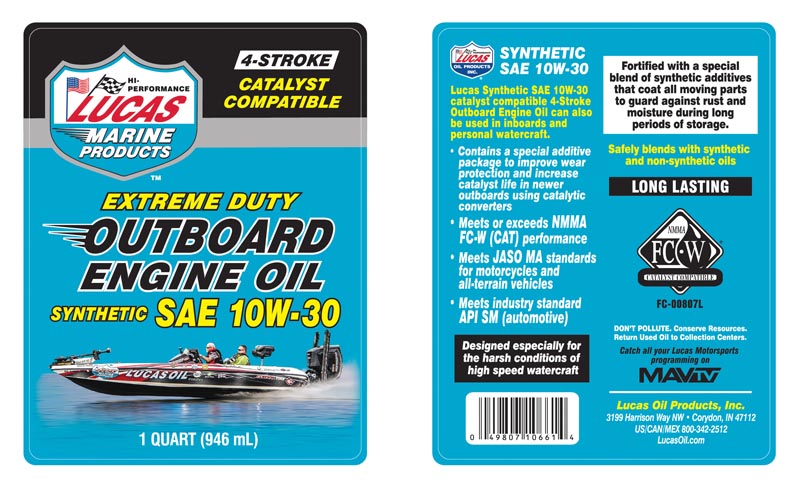 4-STROKE
CATALYST
COMPATIBLE
HI-
PERFORMANCE
LUCAS
MARINE
PRODUCTS
TM
EXTREME DUTY
OUTBOARD
ENGINE OIL
SYNTHETIC SAE 10W-30
LUCAS OIL
1 QUART (946 mL)
LUCAS
OIL PRODUCTS
INC.
SYNTHETIC
SAE 10W-30
Lucas Synthetic SAE 10W-30
catalyst compatible 4-Stroke
Outboard Engine Oil can also
be used in inboards and
personal watercraft.
• Contains a special additive
package to improve wear
protection and increase
catalyst life in newer
outboards using catalytic
converters
• Meets or exceeds NMMA
FC-W (CAT) performance
• Meets JASO MA standards
for motorcycles and
all-terrain vehicles
• Meets industry standard
API SM (automotive)
Designed especially for
the harsh conditions of
high speed watercraft
0 49807 10661 4
Fortified with a special
blend of synthetic additives
that coat all moving parts
to guard against rust and
moisture during long
periods of storage.
Safely blends with synthetic
and non-synthetic oils
LONG LASTING
NMMA
FC-W
CATALYST COMPATIBLE
FC-00807L
DON'T POLLUTE. Conserve Resources.
Return Used Oil to Collection Centers.
Catch all your Lucas Motorsports
programming on
MAVTV
Lucas Oil Products, Inc.
3199 Harrison Way NW • Corydon, IN 47112
US/CAN/MEX 800-342-2512
LucasOil.com